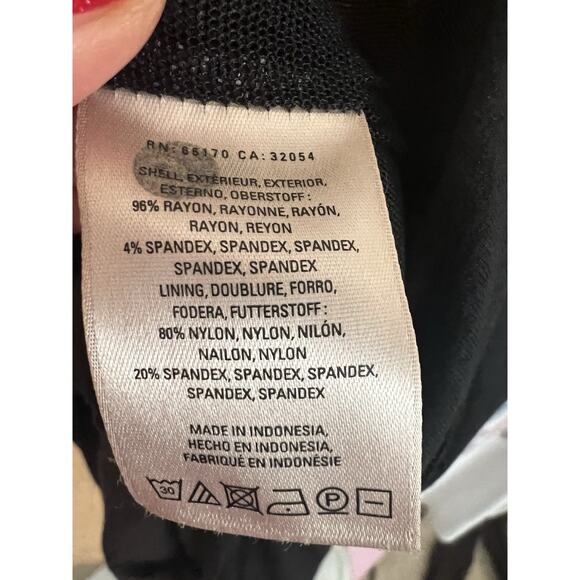 RN: 66170 CA: 32054
SHELL, EXTÉRIEUR, EXTERIOR,
ESTERNO, OBERSTOFF:
96% RAYON, RAYONNE, RAYÓN,
RAYON, REYON
4% SPANDEX, SPANDEX, SPANDEX,
SPANDEX, SPANDEX
LINING, DOUBLURE, FORRO,
FODERA, FUTTERSTOFF:
80% NYLON, NYLON, NILÓN,
NAILON, NYLON
20% SPANDEX, SPANDEX, SPANDEX,
SPANDEX, SPANDEX
MADE IN INDONESIA,
HECHO EN INDONESIA,
FABRIQUÉ EN INDONÉSIE
30 P